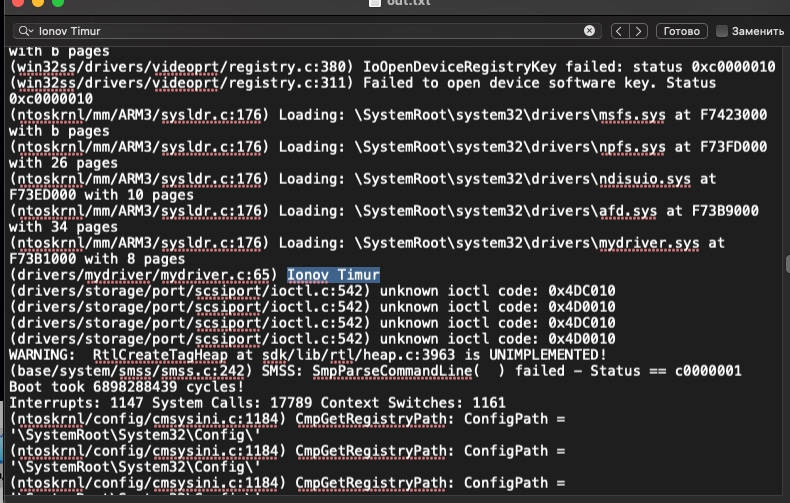 out.txt
Ionov Timur
Готово
Заменить
with b pages
(win32ss/drivers/videoprt/registry.c:380) IoOpenDeviceRegistryKey failed: status 0xc0000010
(win32ss/drivers/videoprt/registry.c:311) Failed to open device software key. Status
0xc0000010
(ntoskrnl/mm/ARM3/sysldr.c:176) Loading: \SystemRoot\system32\drivers\msfs.sys at F7423000
with b pages
(ntoskrnl/mm/ARM3/sysldr.c:176) Loading: \SystemRoot\system32\drivers\npfs.sys at F73FD000
with 26 pages
(ntoskrnl/mm/ARM3/sysldr.c:176) Loading: \SystemRoot\system32\drivers\ndisuio.sys at
F73ED000 with 10 pages
(ntoskrnl/mm/ARM3/sysldr.c:176) Loading: \SystemRoot\system32\drivers\afd.sys at F73B9000
with 34 pages
(ntoskrnl/mm/ARM3/sysldr.c:176) Loading: \SystemRoot\system32\drivers\mydriver.sys at
F73B1000 with 8 pages
(drivers/mydriver/mydriver.c:65) Ionov Timur
(drivers/storage/port/scsiport/ioctl.c:542) unknown ioctl code: 0x4DC010
(drivers/storage/port/scsiport/ioctl.c:542) unknown ioctl code: 0x4D0010
(drivers/storage/port/scsiport/ioctl.c:542) unknown ioctl code: 0x4DC010
(drivers/storage/port/scsiport/ioctl.c:542) unknown ioctl code: 0x4D0010
WARNING:  RtlCreateTagHeap at sdk/lib/rtl/heap.c:3963 is UNIMPLEMENTED!
(base/system/smss/smss.c:242) SMSS: SmpParseCommandLine(  ) failed - Status == c0000001
Boot took 6898288439 cycles!
Interrupts: 1147 System Calls: 17789 Context Switches: 1161
(ntoskrnl/config/cmsysini.c:1184) CmpGetRegistryPath: ConfigPath =
'\SystemRoot\System32\Config\'
(ntoskrnl/config/cmsysini.c:1184) CmpGetRegistryPath: ConfigPath =
'\SystemRoot\System32\Config\'
(ntoskrnl/config/cmsysini.c:1184) CmpGetRegistryPath: ConfigPath =